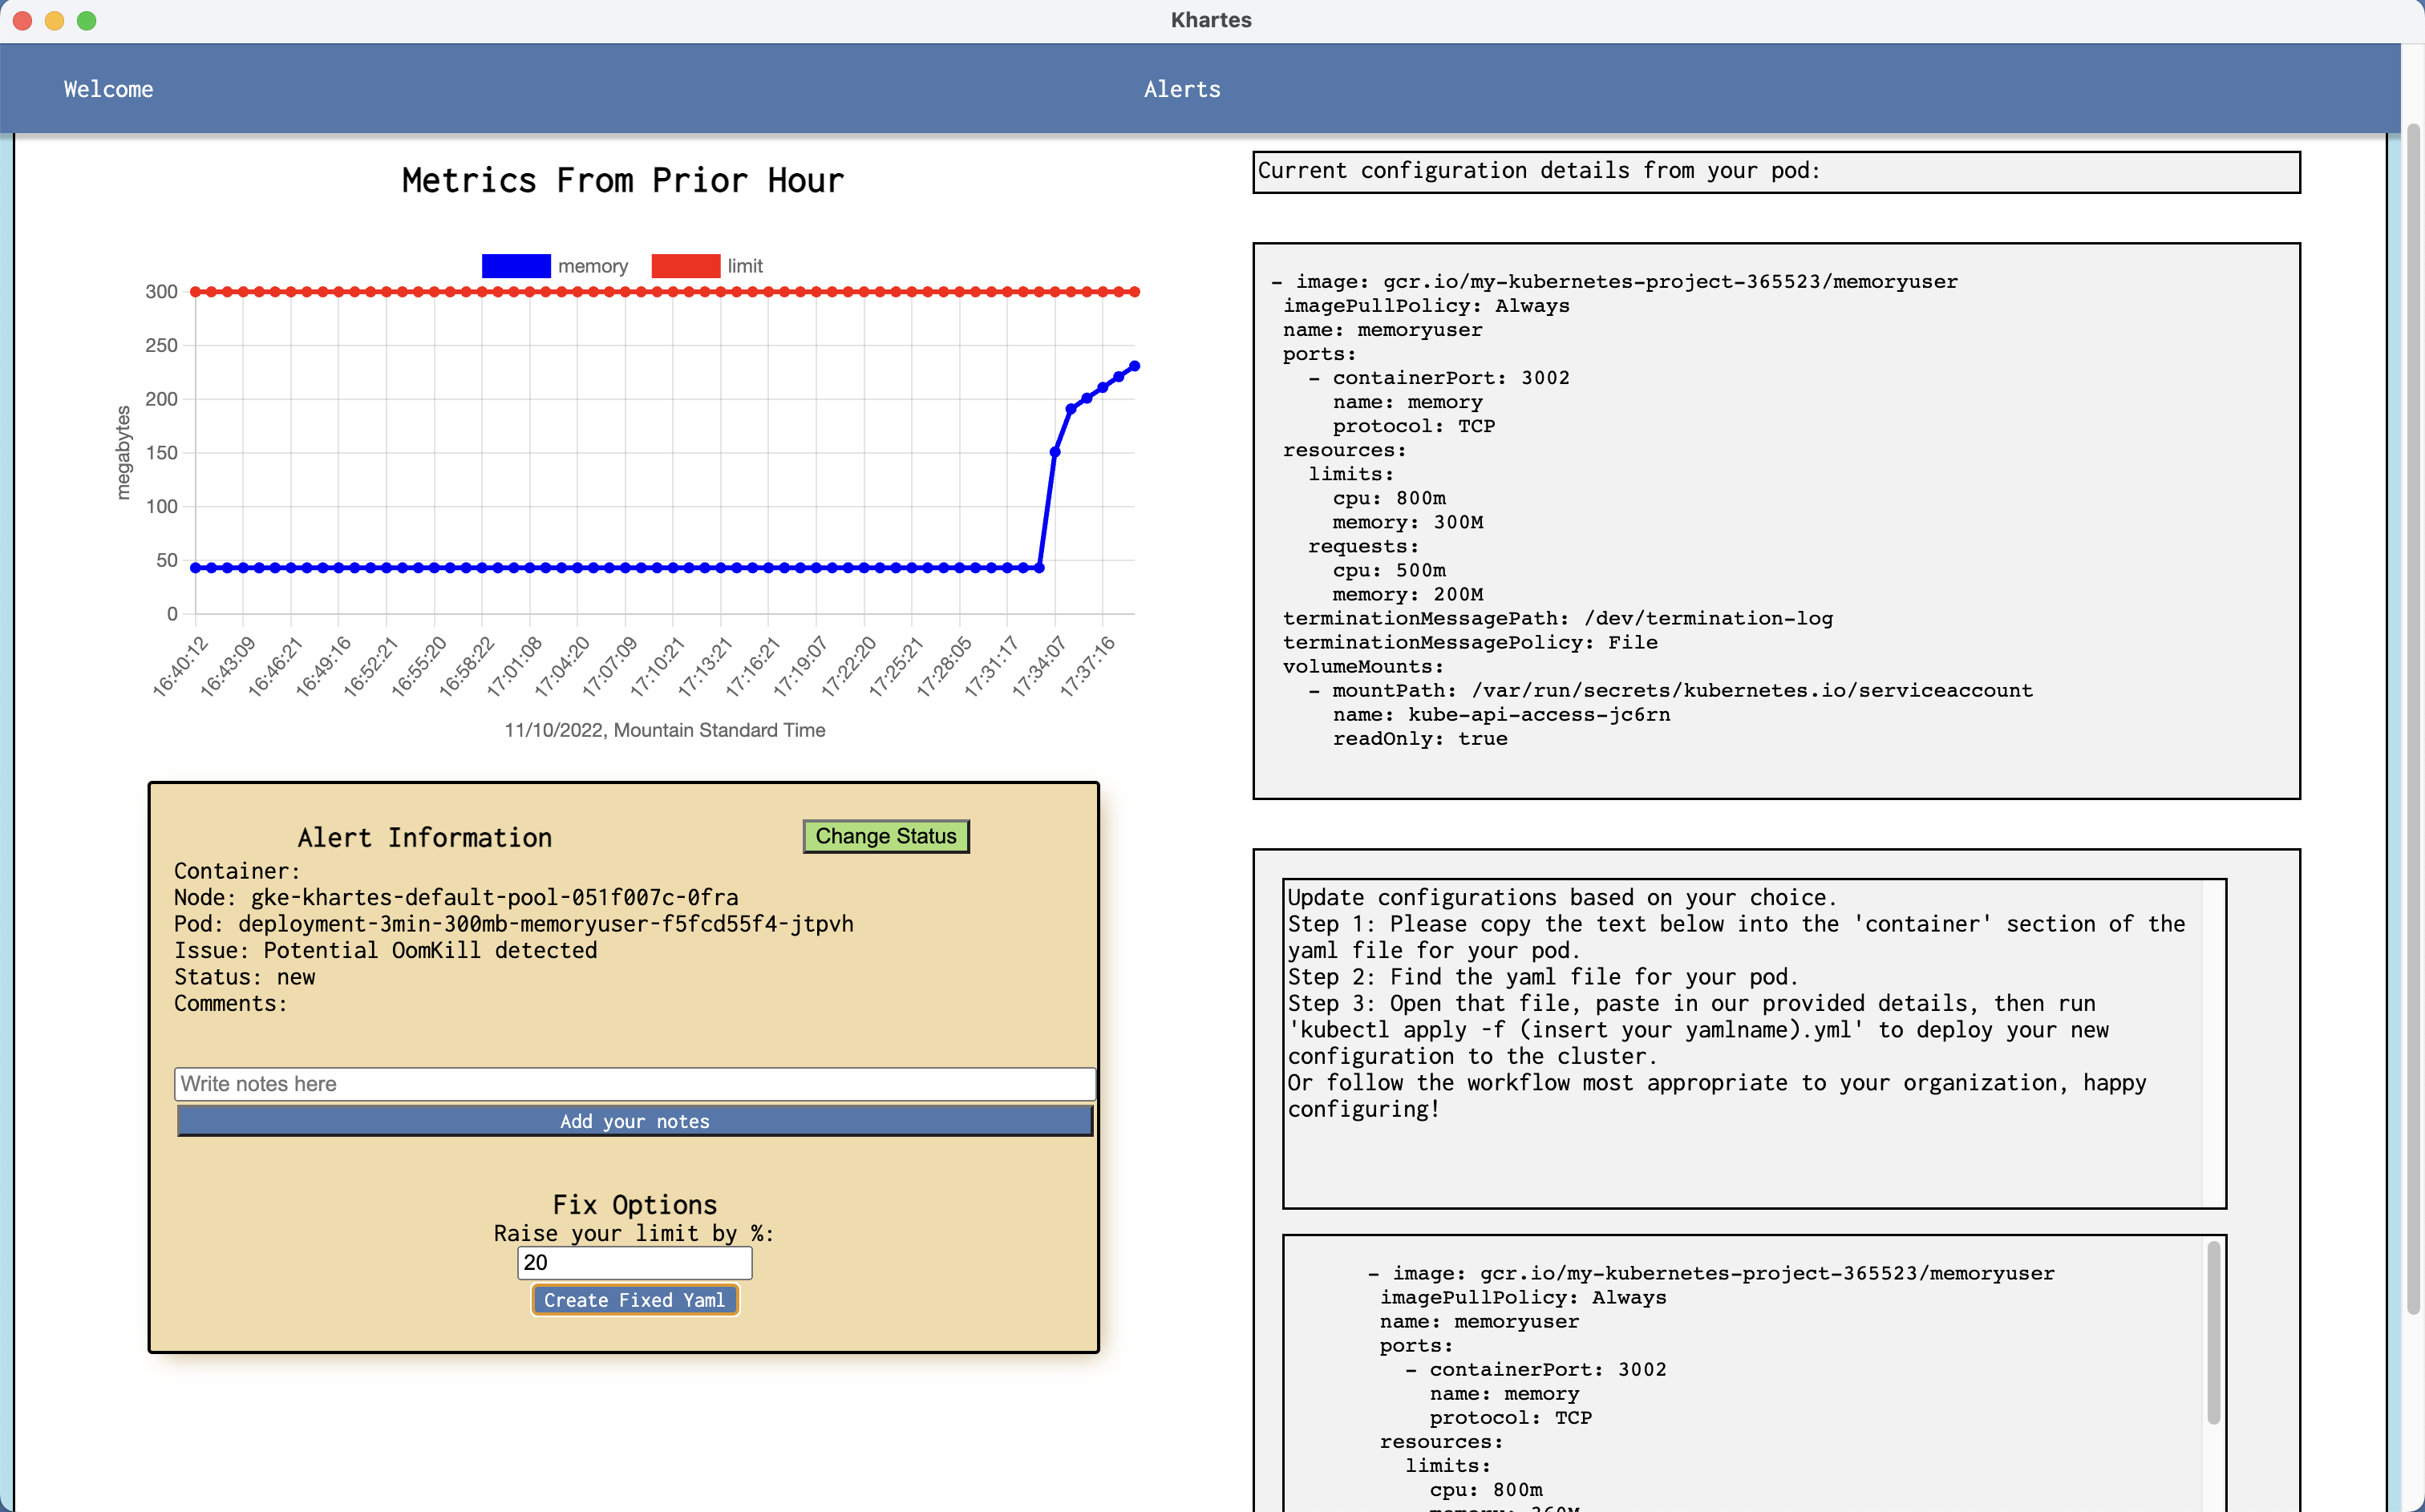 Khartes
Welcome
Alerts
Metrics From Prior Hour
memory
limit
300
250
200
150
100
50
0
megabytes
16:40:12
16:43:09
16:46:21
16:49:16
16:52:21
16:55:20
16:58:22
17:01:08
17:04:20
17:07:09
17:10:21
17:13:21
17:16:21
17:19:07
17:22:20
17:25:21
17:28:05
17:31:17
17:34:07
17:37:16
11/10/2022, Mountain Standard Time
Alert Information
Change Status
Container:
Node: gke-khartes-default-pool-051f007c-0fra
Pod: deployment-3min-300mb-memoryuser-f5fcd55f4-jtpvh
Issue: Potential OomKill detected
Status: new
Comments:
Write notes here
Add your notes
Fix Options
Raise your limit by %:
20
Create Fixed Yaml
Current configuration details from your pod:
- image: gcr.io/my-kubernetes-project-365523/memoryuser
imagePullPolicy: Always
name: memoryuser
ports:
- containerPort: 3002
name: memory
protocol: TCP
resources:
limits:
cpu: 800m
memory: 300M
requests:
cpu: 500m
memory: 200M
terminationMessagePath: /dev/termination-log
terminationMessagePolicy: File
volumeMounts:
- mountPath: /var/run/secrets/kubernetes.io/serviceaccount
name: kube-api-access-jc6rn
readOnly: true
Update configurations based on your choice.
Step 1: Please copy the text below into the 'container' section of the
yaml file for your pod.
Step 2: Find the yaml file for your pod.
Step 3: Open that file, paste in our provided details, then run
'kubectl apply -f (insert your yamlname).yml' to deploy your new
configuration to the cluster.
Or follow the workflow most appropriate to your organization, happy
configuring!
- image: gcr.io/my-kubernetes-project-365523/memoryuser
imagePullPolicy: Always
name: memoryuser
ports:
- containerPort: 3002
name: memory
protocol: TCP
resources:
limits:
cpu: 800m
memory: 360M